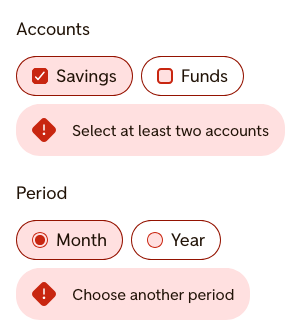 Accounts
Savings Funds
Select at least two accounts
Period
Month Year
Choose another period